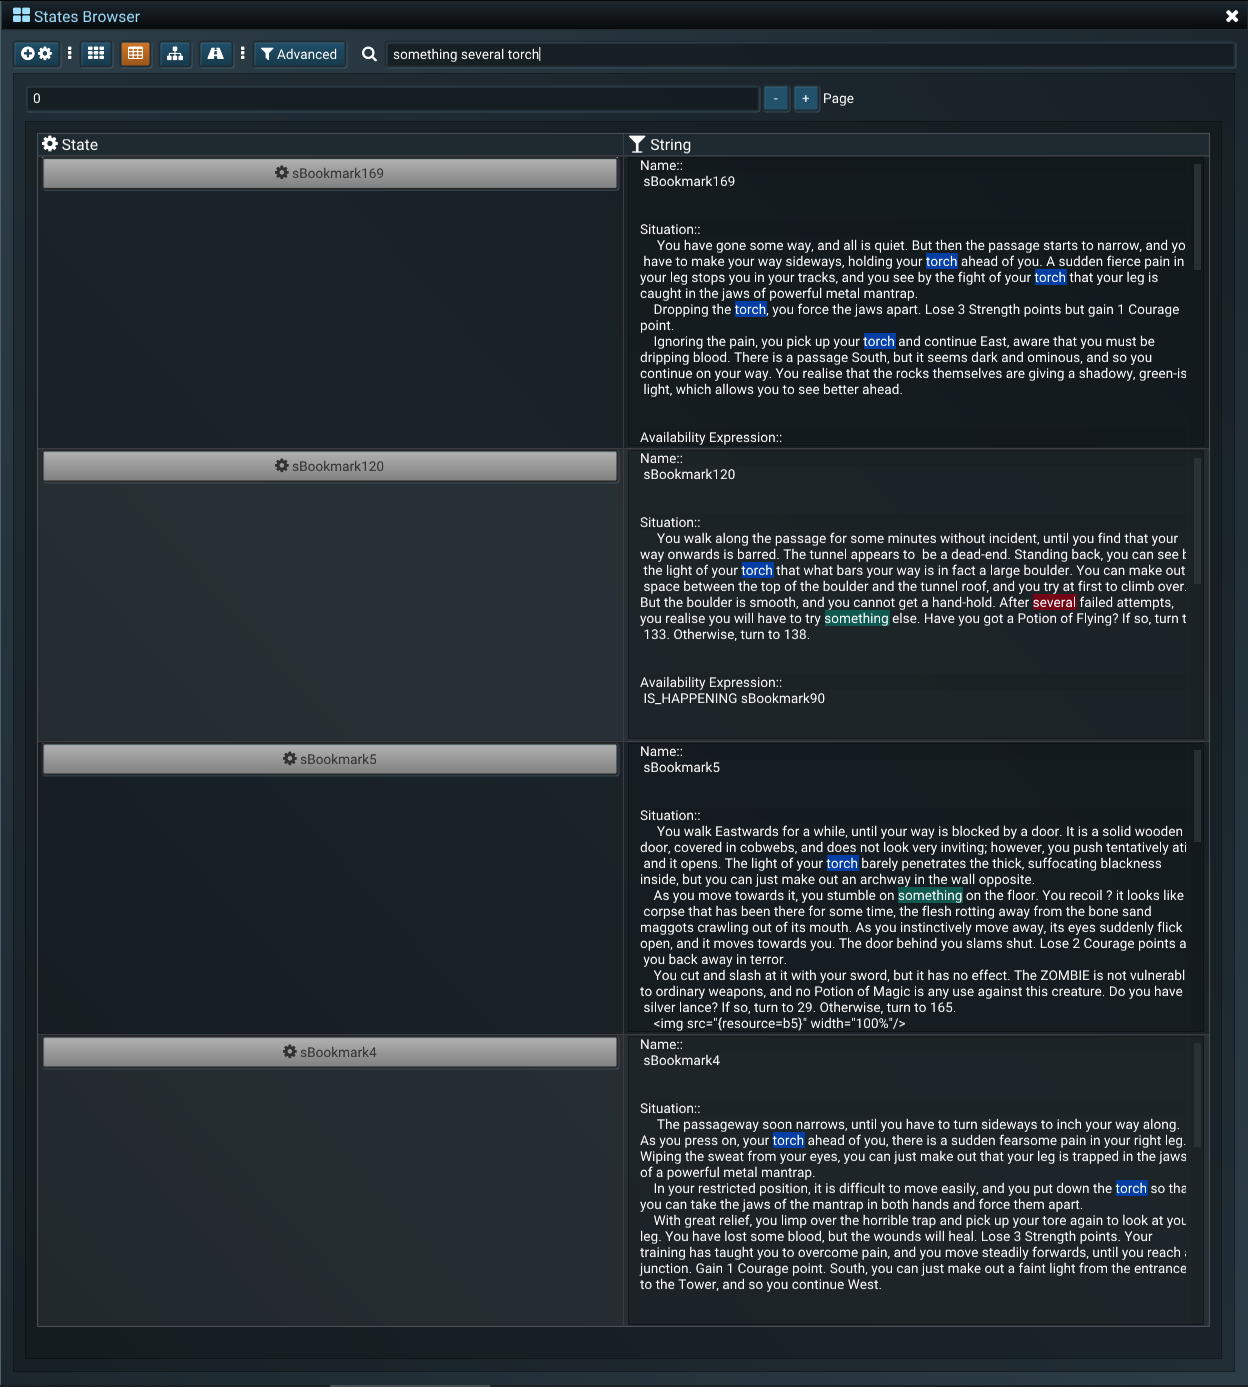 States Browser
Advanced
something several torch
0
- + Page
State
String
sBookmark169
Name::
sBookmark169
Situation::
You have gone some way, and all is quiet. But then the passage starts to narrow, and yo
have to make your way sideways, holding your torch ahead of you. A sudden fierce pain in
your leg stops you in your tracks, and you see by the fight of your torch that your leg is
caught in the jaws of powerful metal mantrap.
Dropping the torch, you force the jaws apart. Lose 3 Strength points but gain 1 Courage
point.
Ignoring the pain, you pick up your torch and continue East, aware that you must be
dripping blood. There is a passage South, but it seems dark and ominous, and so you
continue on your way. You realise that the rocks themselves are giving a shadowy, green-is
light, which allows you to see better ahead.
Availability Expression::
sBookmark120
Name::
sBookmark120
Situation::
You walk along the passage for some minutes without incident, until you find that your
way onwards is barred. The tunnel appears to  be a dead-end. Standing back, you can see b
the light of your torch that what bars your way is in fact a large boulder. You can make out
space between the top of the boulder and the tunnel roof, and you try at first to climb over.
But the boulder is smooth, and you cannot get a hand-hold. After several failed attempts,
you realise you will have to try something else. Have you got a Potion of Flying? If so, turn t
133. Otherwise, turn to 138.
Availability Expression::
IS_HAPPENING sBookmark90
sBookmark5
Name::
sBookmark5
Situation::
You walk Eastwards for a while, until your way is blocked by a door. It is a solid wooden
door, covered in cobwebs, and does not look very inviting; however, you push tentatively ati
and it opens. The light of your torch barely penetrates the thick, suffocating blackness
inside, but you can just make out an archway in the wall opposite.
As you move towards it, you stumble on something on the floor. You recoil ? it looks like
corpse that has been there for some time, the flesh rotting away from the bone sand
maggots crawling out of its mouth. As you instinctively move away, its eyes suddenly flick
open, and it moves towards you. The door behind you slams shut. Lose 2 Courage points a
you back away in terror.
You cut and slash at it with your sword, but it has no effect. The ZOMBIE is not vulnerabl
to ordinary weapons, and no Potion of Magic is any use against this creature. Do you have
silver lance? If so, turn to 29. Otherwise, turn to 165.
<img src="{resource=b5}" width="100%"/>
sBookmark4
Name::
sBookmark4
Situation::
The passageway soon narrows, until you have to turn sideways to inch your way along.
As you press on, your torch ahead of you, there is a sudden fearsome pain in your right leg.
Wiping the sweat from your eyes, you can just make out that your leg is trapped in the jaws
of a powerful metal mantrap.
In your restricted position, it is difficult to move easily, and you put down the torch so tha
you can take the jaws of the mantrap in both hands and force them apart.
With great relief, you limp over the horrible trap and pick up your tore again to look at you
leg. You have lost some blood, but the wounds will heal. Lose 3 Strength points. Your
training has taught you to overcome pain, and you move steadily forwards, until you reach
junction. Gain 1 Courage point. South, you can just make out a faint light from the entrance
to the Tower, and so you continue West.